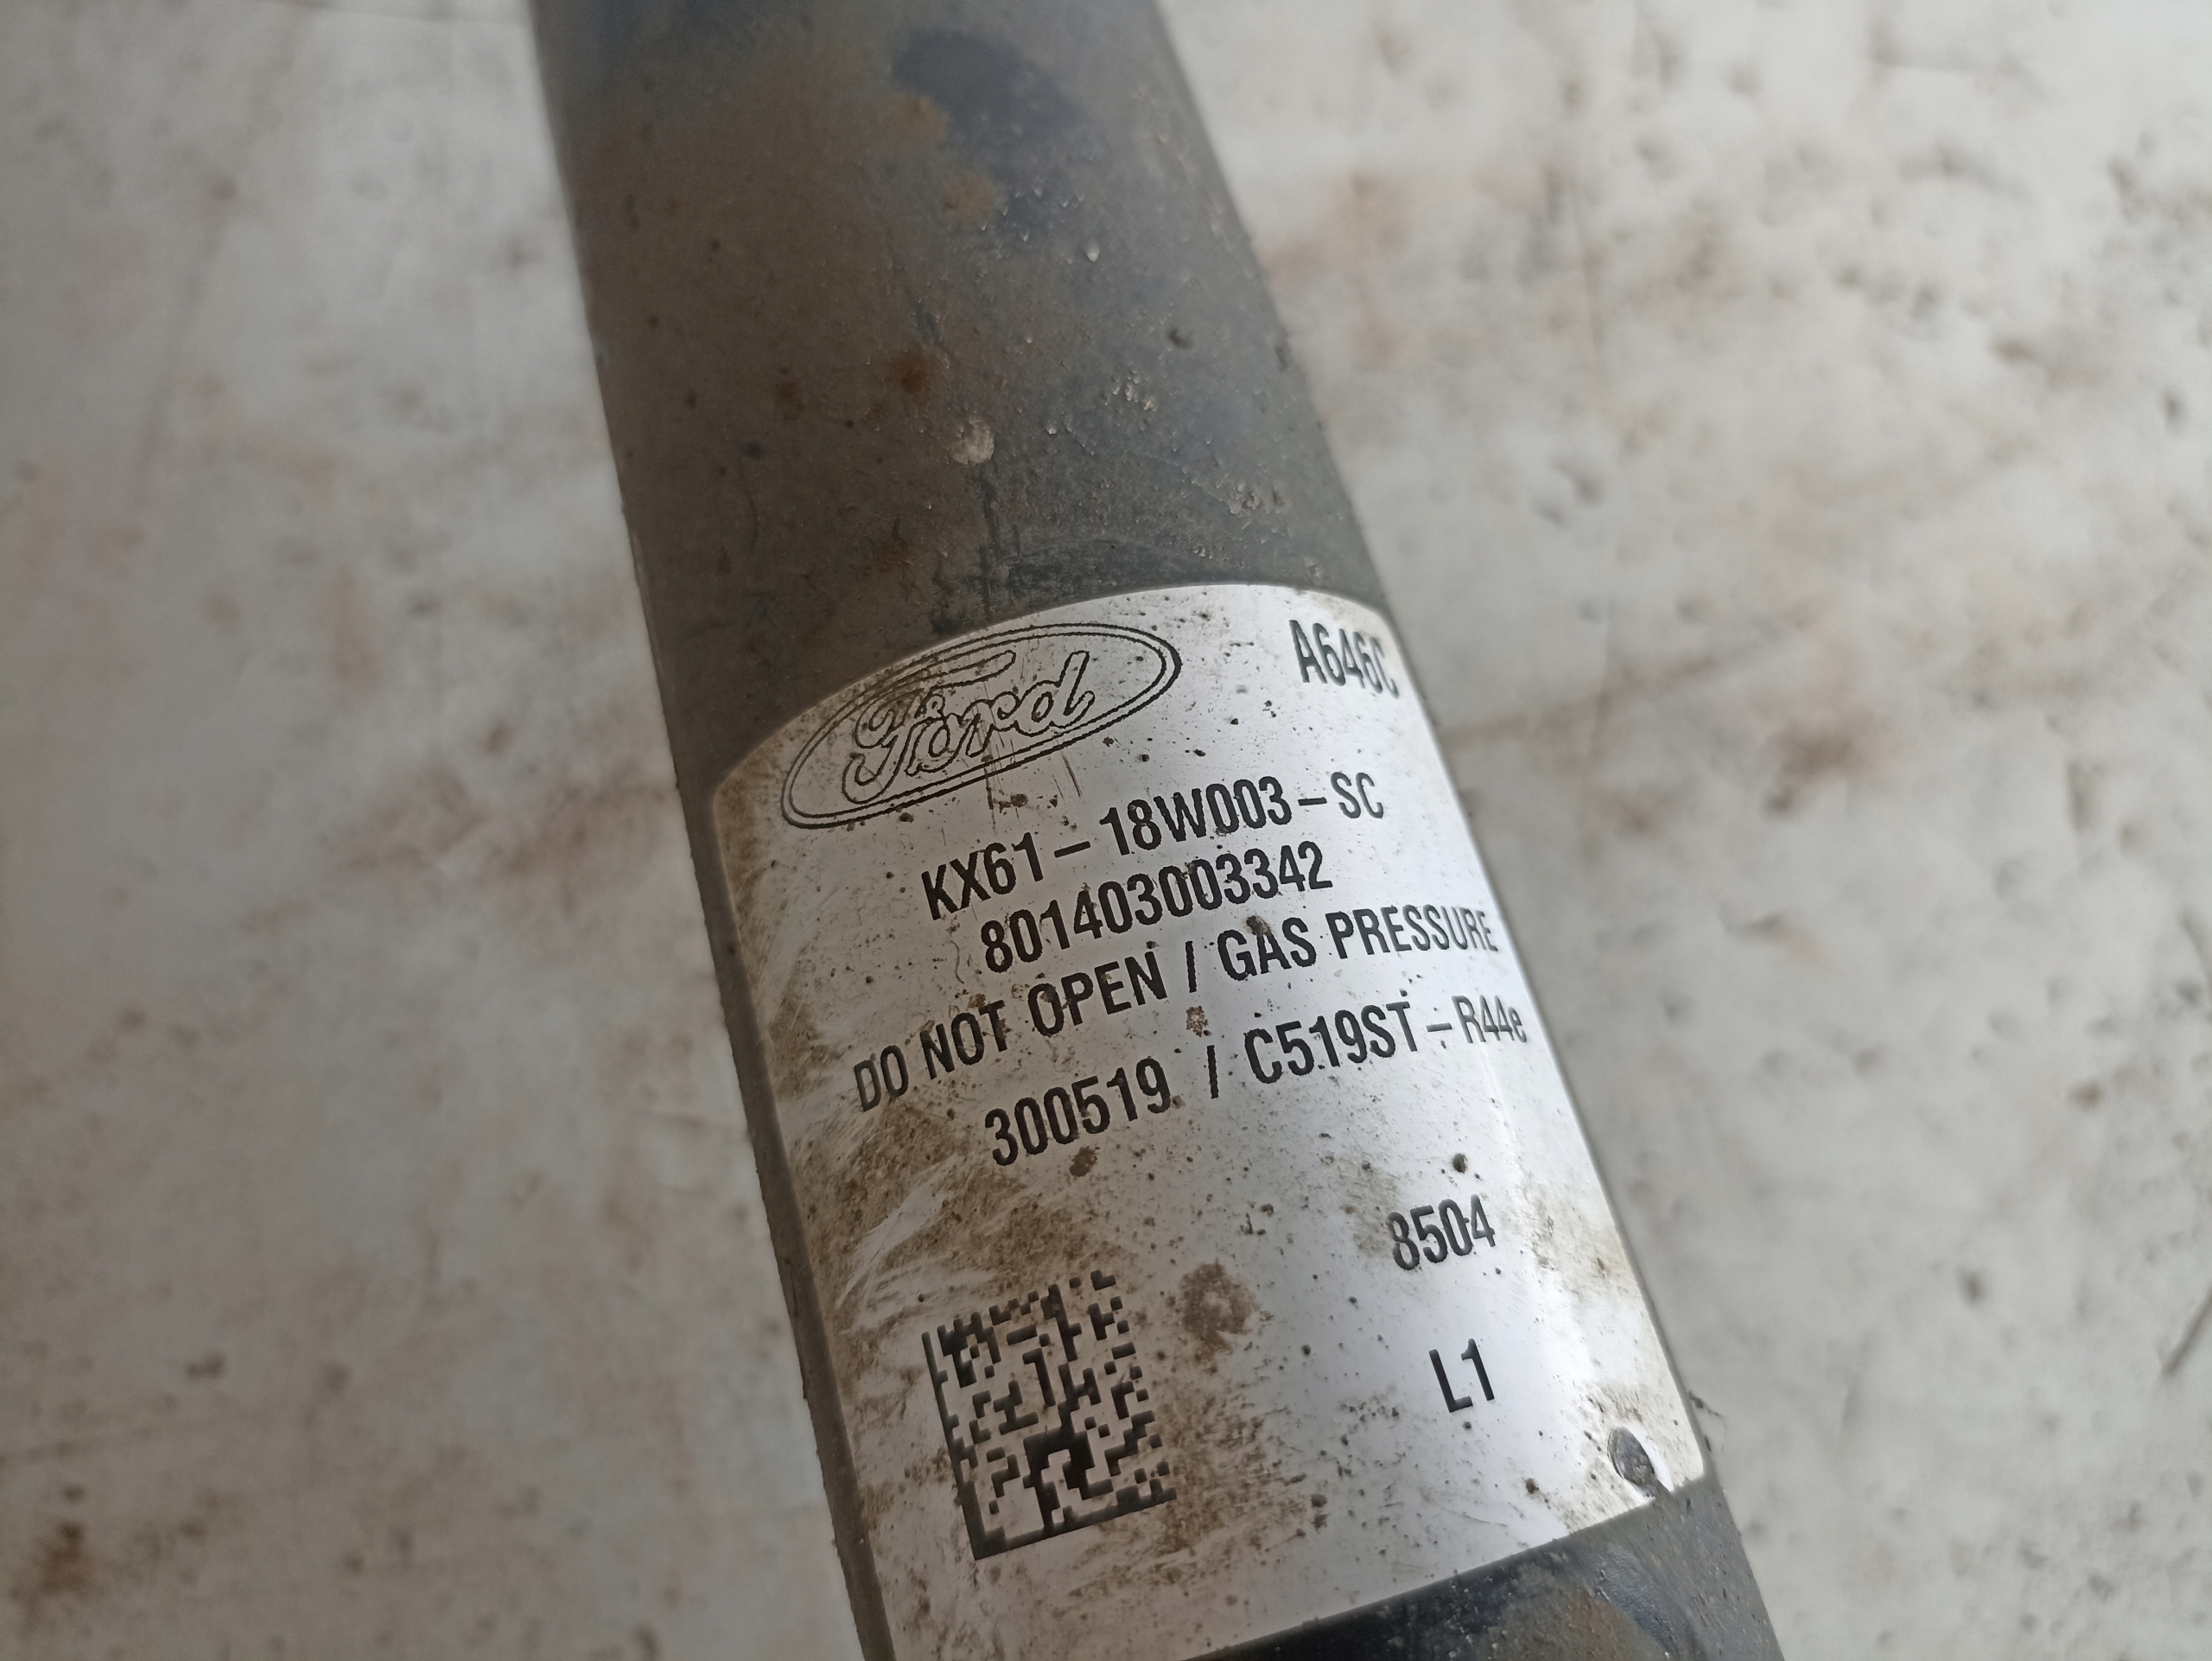 Ford
A646C
KX61-18W003-SC
801403003342
DO NOT OPEN / GAS PRESSURE
300519 / C519ST-R44e
8504
L1